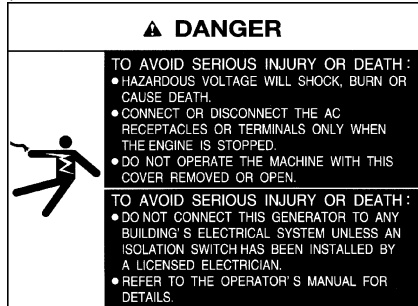 ⚠ DANGER
TO AVOID SERIOUS INJURY OR DEATH:
● HAZARDOUS VOLTAGE WILL SHOCK, BURN OR
CAUSE DEATH.
● CONNECT OR DISCONNECT THE AC
RECEPTACLES OR TERMINALS ONLY WHEN
THE ENGINE IS STOPPED.
● DO NOT OPERATE THE MACHINE WITH THIS
COVER REMOVED OR OPEN.
TO AVOID SERIOUS INJURY OR DEATH:
● DO NOT CONNECT THIS GENERATOR TO ANY
BUILDING'S ELECTRICAL SYSTEM UNLESS AN
ISOLATION SWITCH HAS BEEN INSTALLED BY
A LICENSED ELECTRICIAN.
● REFER TO THE OPERATOR'S MANUAL FOR
DETAILS.